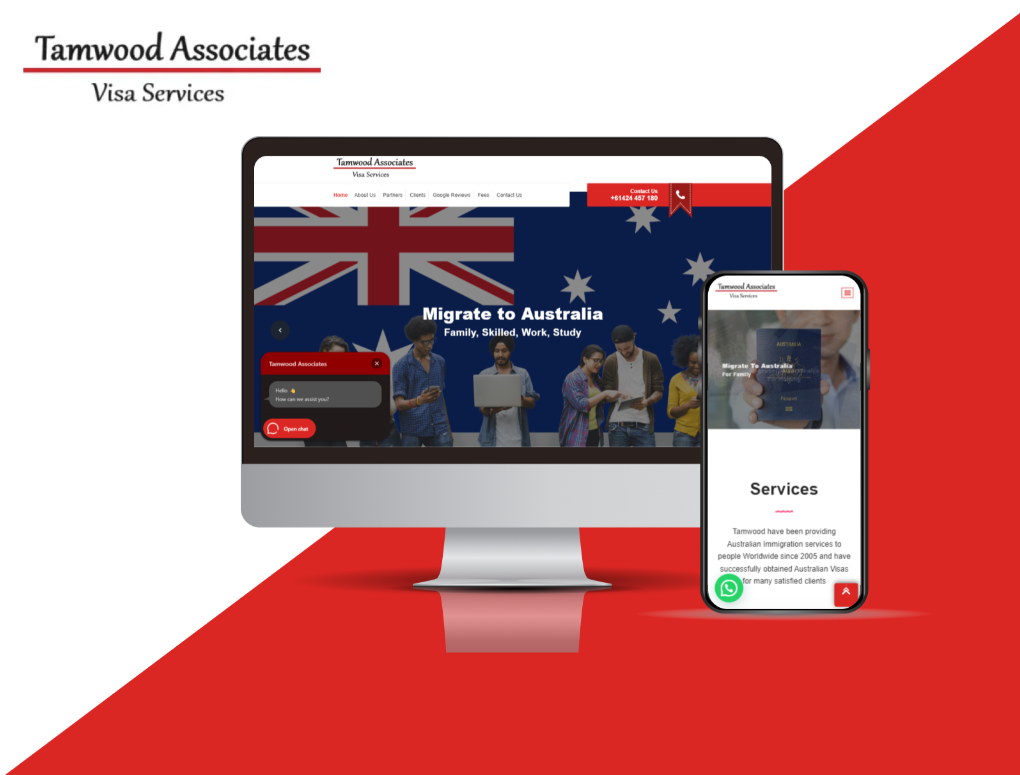 Tamwood Associates
Visa Services
Tamwood Associates
Visa Services
Home About Us Partners Clients Google Reviews Fees Contact Us
Contact Us
+61424 457 180
Migrate to Australia
Family, Skilled, Work, Study
Tamwood Associates
Hello 👋
How can we assist you?
Open chat
Tamwood Associates
Visa Services
AUSTRALIA
Migrate To Australia
For Family
Passport
Services
Tamwood have been providing
Australian Immigration services to
people Worldwide since 2005 and have
successfully obtained Australian Visas
for many satisfied clients